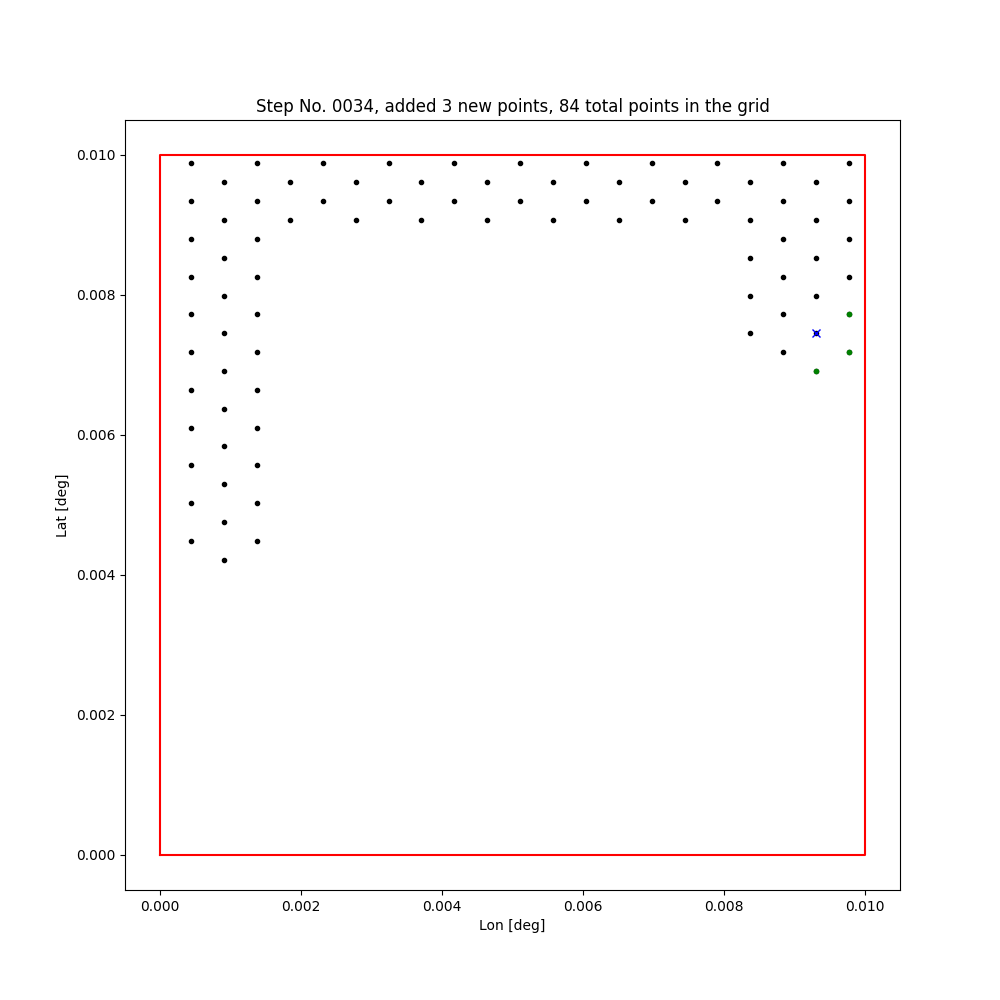 Step No. 0034, added 3 new points, 84 total points in the grid
0.010
0.008
0.006
0.004
0.002
0.000
Lat [deg]
0.000 0.002 0.004 0.006 0.008 0.010
Lon [deg]